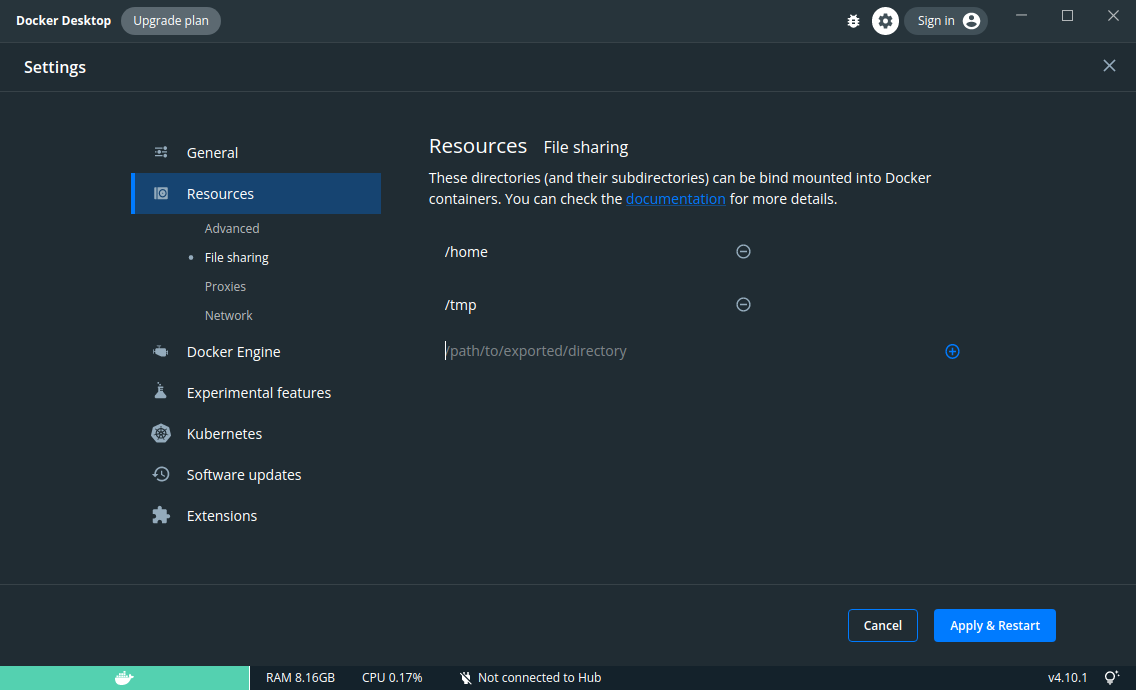 Docker Desktop Upgrade plan Sign in
Settings
General
Resources
Advanced
File sharing
Proxies
Network
Docker Engine
Experimental features
Kubernetes
Software updates
Extensions
Resources File sharing
These directories (and their subdirectories) can be bind mounted into Docker
containers. You can check the documentation for more details.
/home
/tmp
/path/to/exported/directory
Cancel Apply & Restart
RAM 8.16GB CPU 0.17% Not connected to Hub v4.10.1